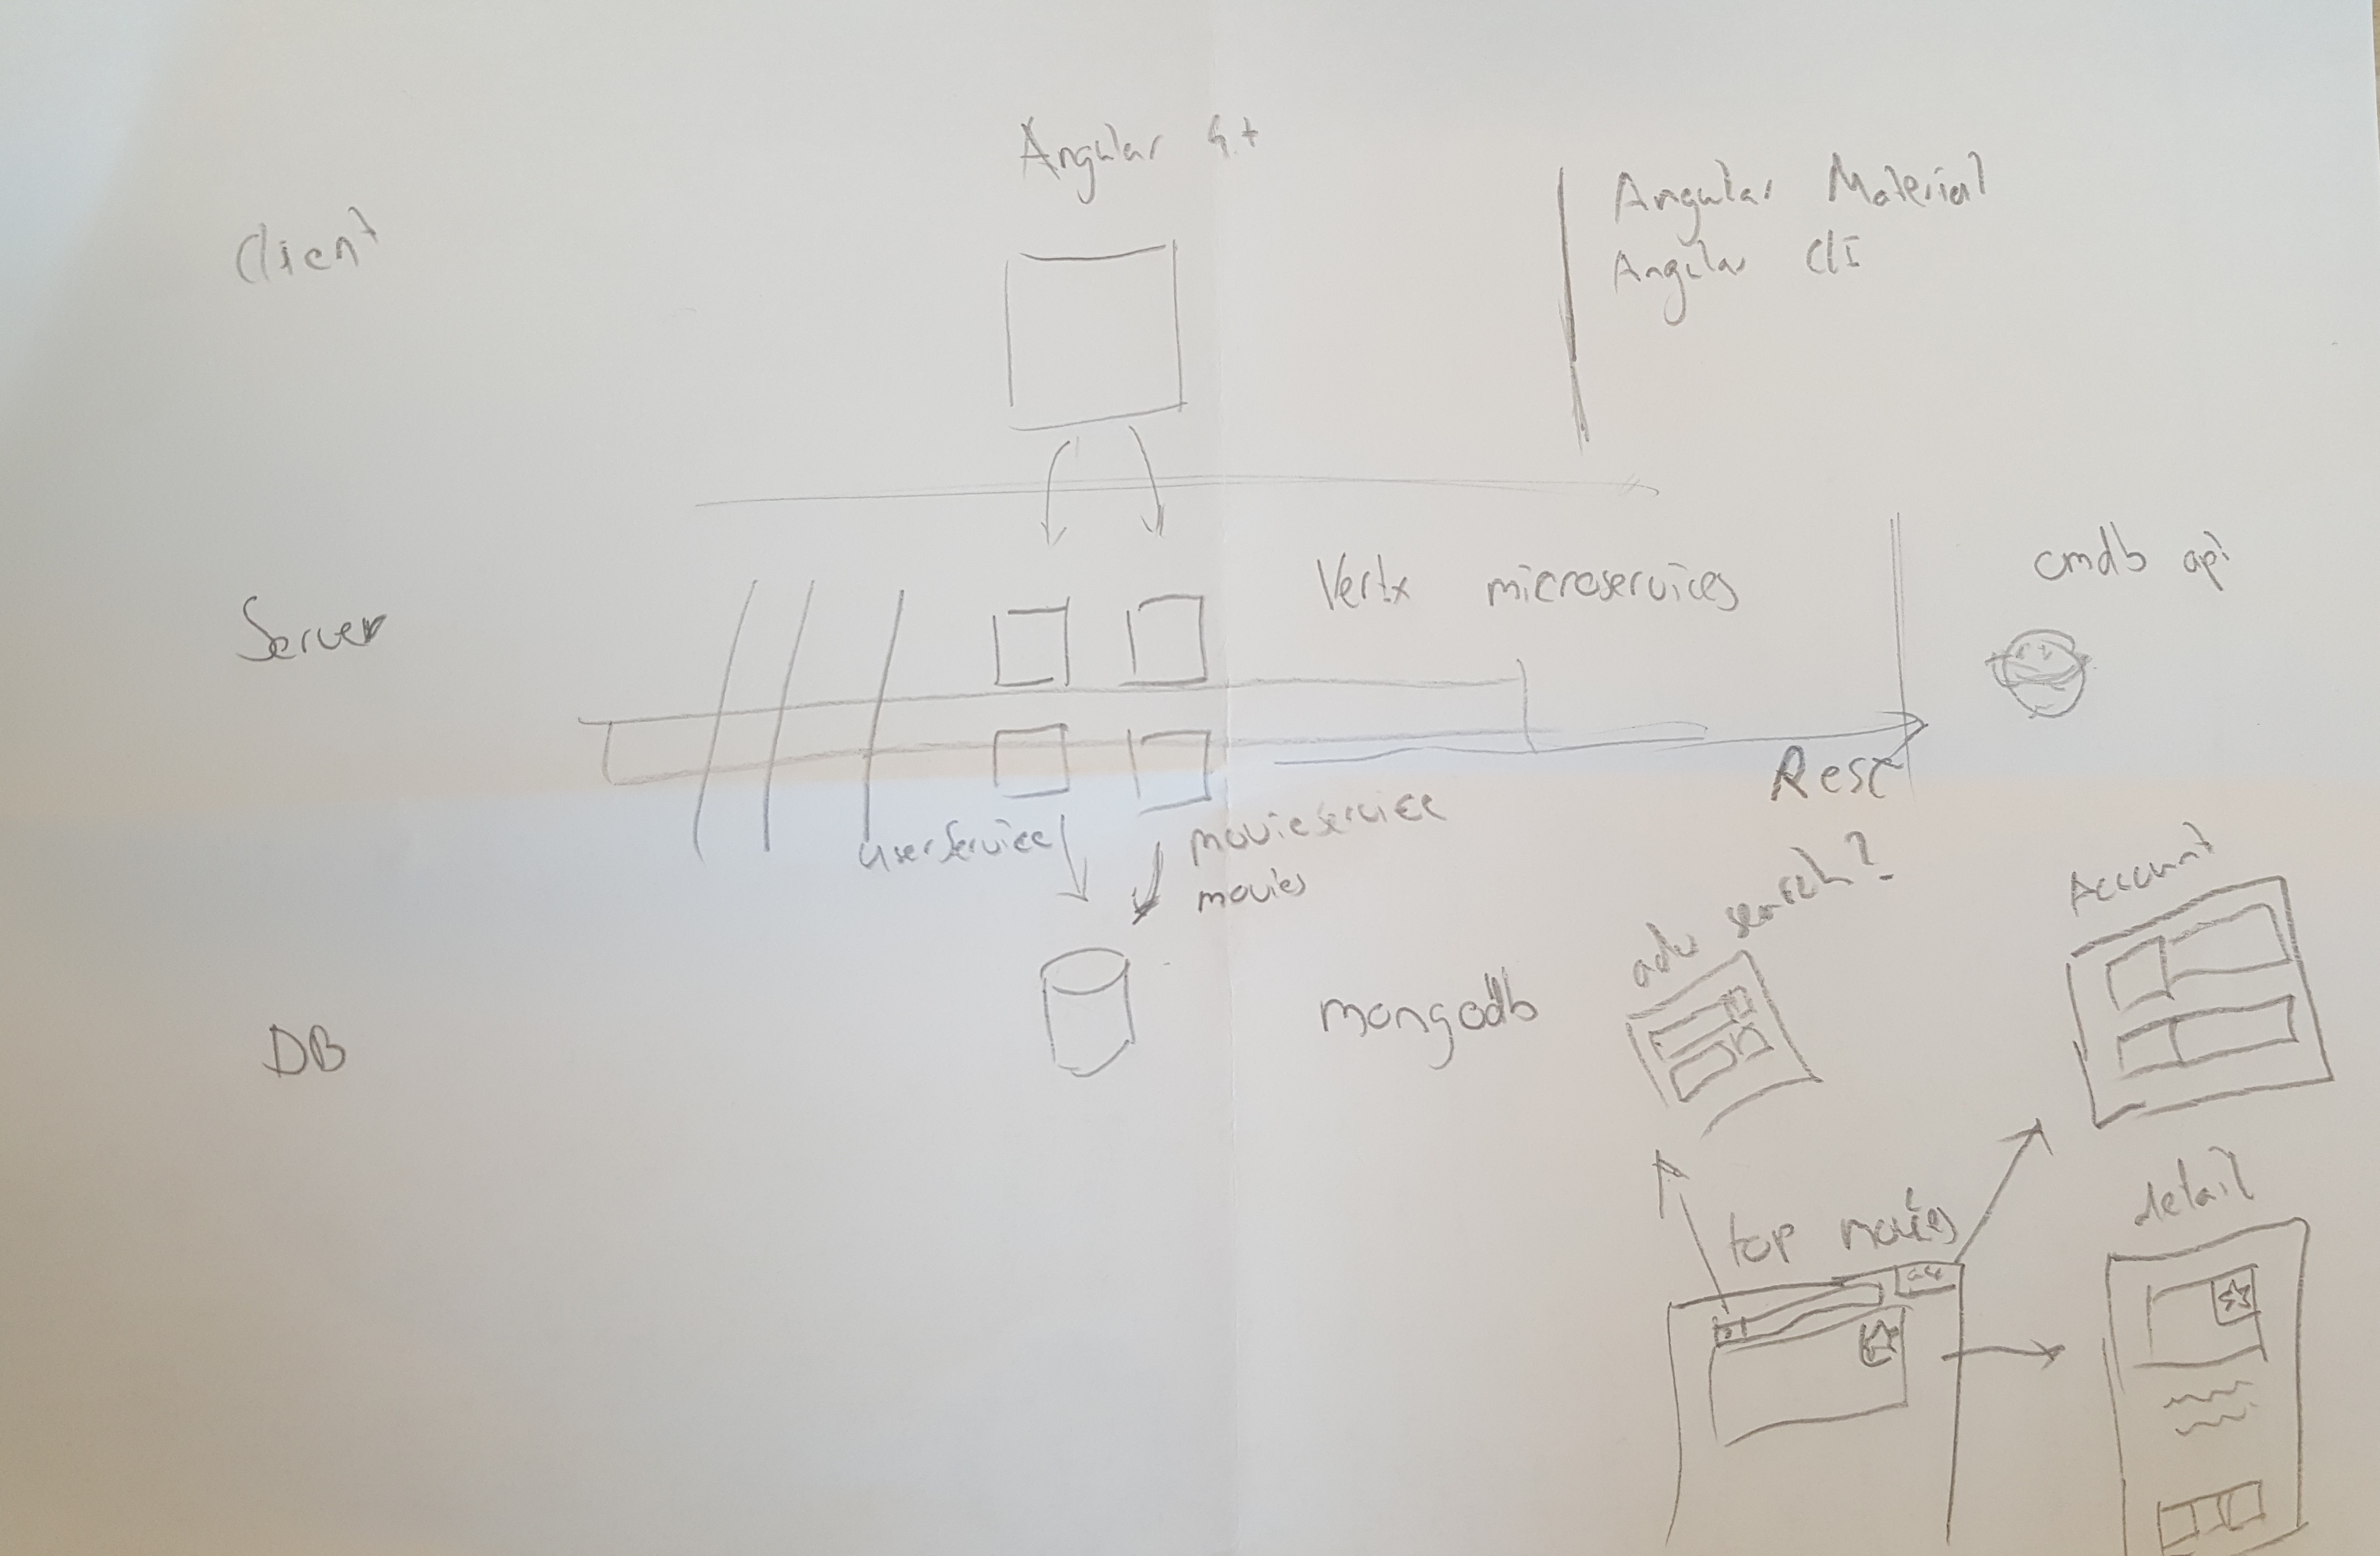 Angular 4.+
Client
Angular Material
Angular ClI
Server
Vertx microservices
omdb api
Rest
userService
movieservice
movies
DB
mongodb
adv search?
Account
top movies
detail